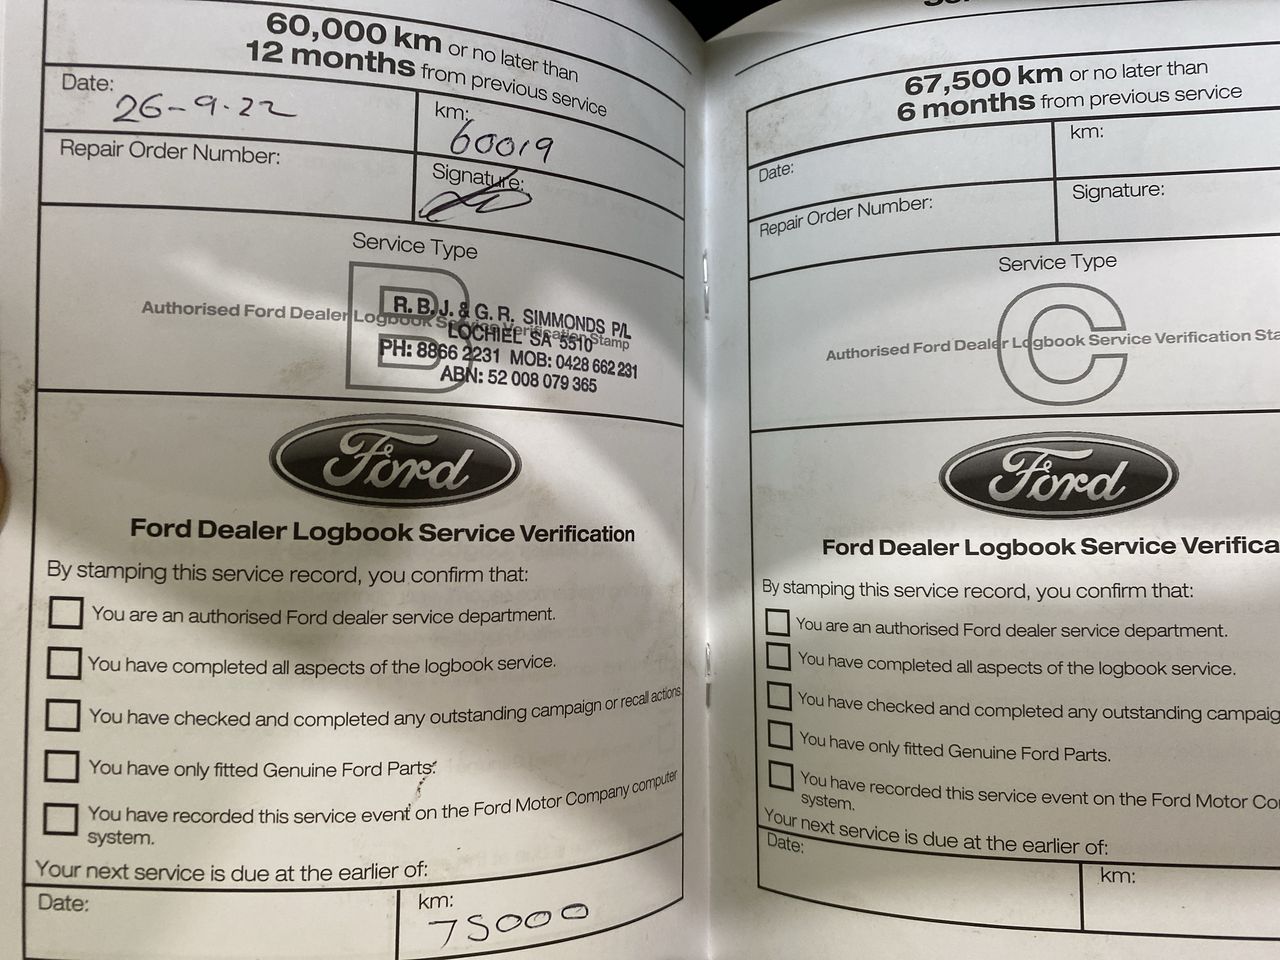 60,000 km or no later than
12 months from previous service
Date: 26-9-22
km: 60019
Repair Order Number:
Signature:
Service Type
B
Authorised Ford Dealer Logbook Service Verification Stamp
R. B. J. & G. R. SIMMONDS P/L
LOCHIEL SA 5510
PH: 8866 2231 MOB: 0428 662 231
ABN: 52 008 079 365
Ford
Ford Dealer Logbook Service Verification
By stamping this service record, you confirm that:
You are an authorised Ford dealer service department.
You have completed all aspects of the logbook service.
You have checked and completed any outstanding campaign or recall actions.
You have only fitted Genuine Ford Parts.
You have recorded this service event on the Ford Motor Company computer
system.
Your next service is due at the earlier of:
Date:
km: 75000
67,500 km or no later than
6 months from previous service
Date:
km:
Repair Order Number:
Signature:
Service Type
C
Authorised Ford Dealer Logbook Service Verification Sta
Ford
Ford Dealer Logbook Service Verifica
By stamping this service record, you confirm that:
You are an authorised Ford dealer service department.
You have completed all aspects of the logbook service.
You have checked and completed any outstanding campaig
You have only fitted Genuine Ford Parts.
You have recorded this service event on the Ford Motor Co
system.
Your next service is due at the earlier of:
Date:
km: